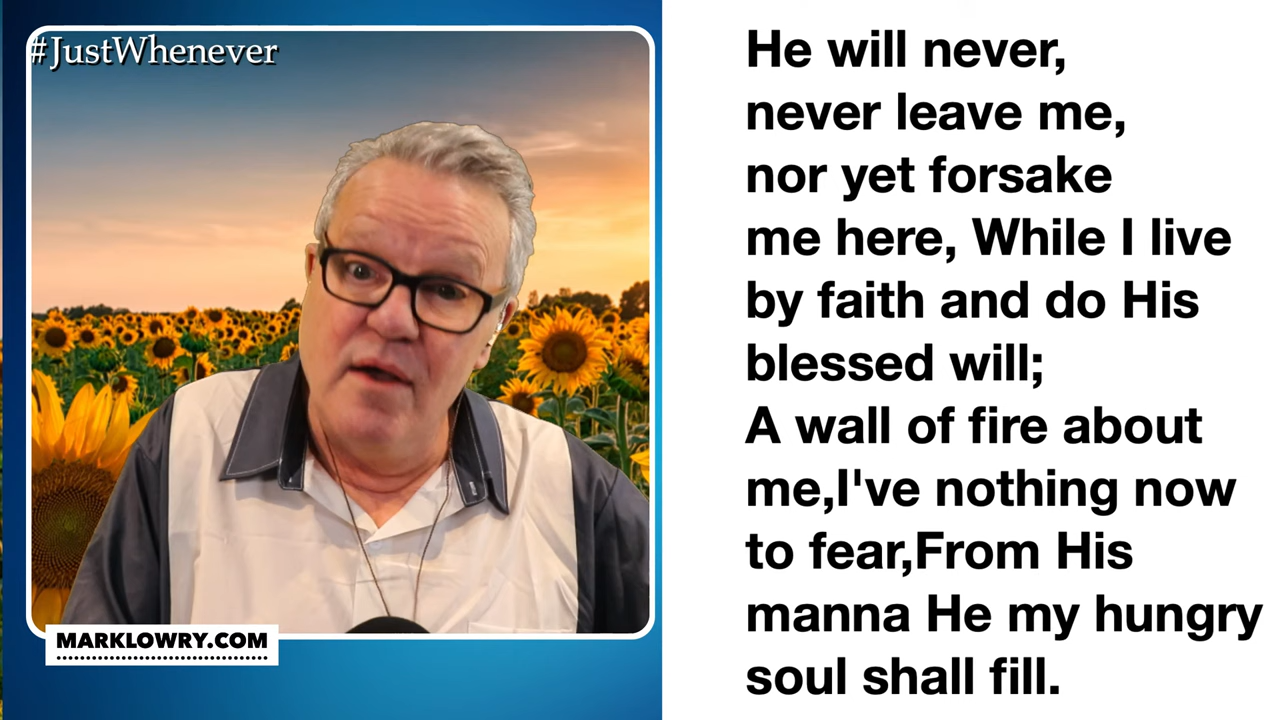 #JustWhenever
MARKLOWRY.COM
He will never,
never leave me,
nor yet forsake
me here, While I live
by faith and do His
blessed will;
A wall of fire about
me,I've nothing now
to fear,From His
manna He my hungry
soul shall fill.